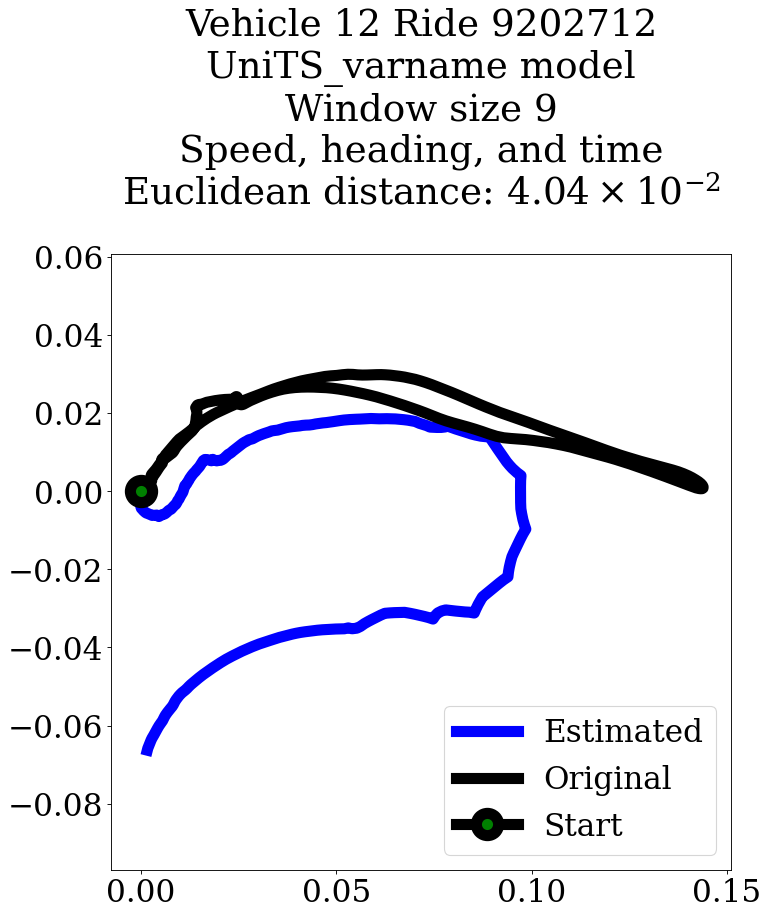 Vehicle 12 Ride 9202712
UniTS_varname model
Window size 9
Speed, heading, and time
Euclidean distance: 4.04 × 10⁻²
0.06
0.04
0.02
0.00
−0.02
−0.04
−0.06
−0.08
Estimated
Original
Start
0.00 0.05 0.10 0.15